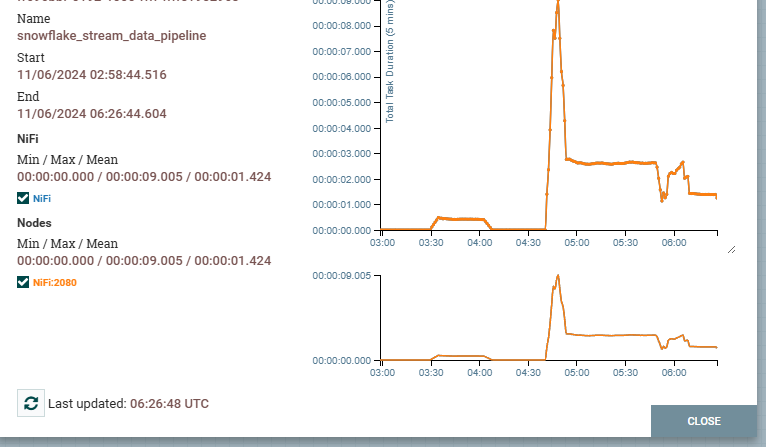 Name
snowflake_stream_data_pipeline
Start
11/06/2024 02:58:44.516
End
11/06/2024 06:26:44.604
NiFi
Min / Max / Mean
00:00:00.000 / 00:00:09.005 / 00:00:01.424
NiFi
Nodes
Min / Max / Mean
00:00:00.000 / 00:00:09.005 / 00:00:01.424
NiFi:2080
Last updated: 06:26:48 UTC
Total Task Duration (5 mins)
00:00:08.000
00:00:07.000
00:00:06.000
00:00:05.000
00:00:04.000
00:00:03.000
00:00:02.000
00:00:01.000
00:00:00.000
03:00 03:30 04:00 04:30 05:00 05:30 06:00
00:00:09.005
00:00:00.000
03:00 03:30 04:00 04:30 05:00 05:30 06:00
CLOSE